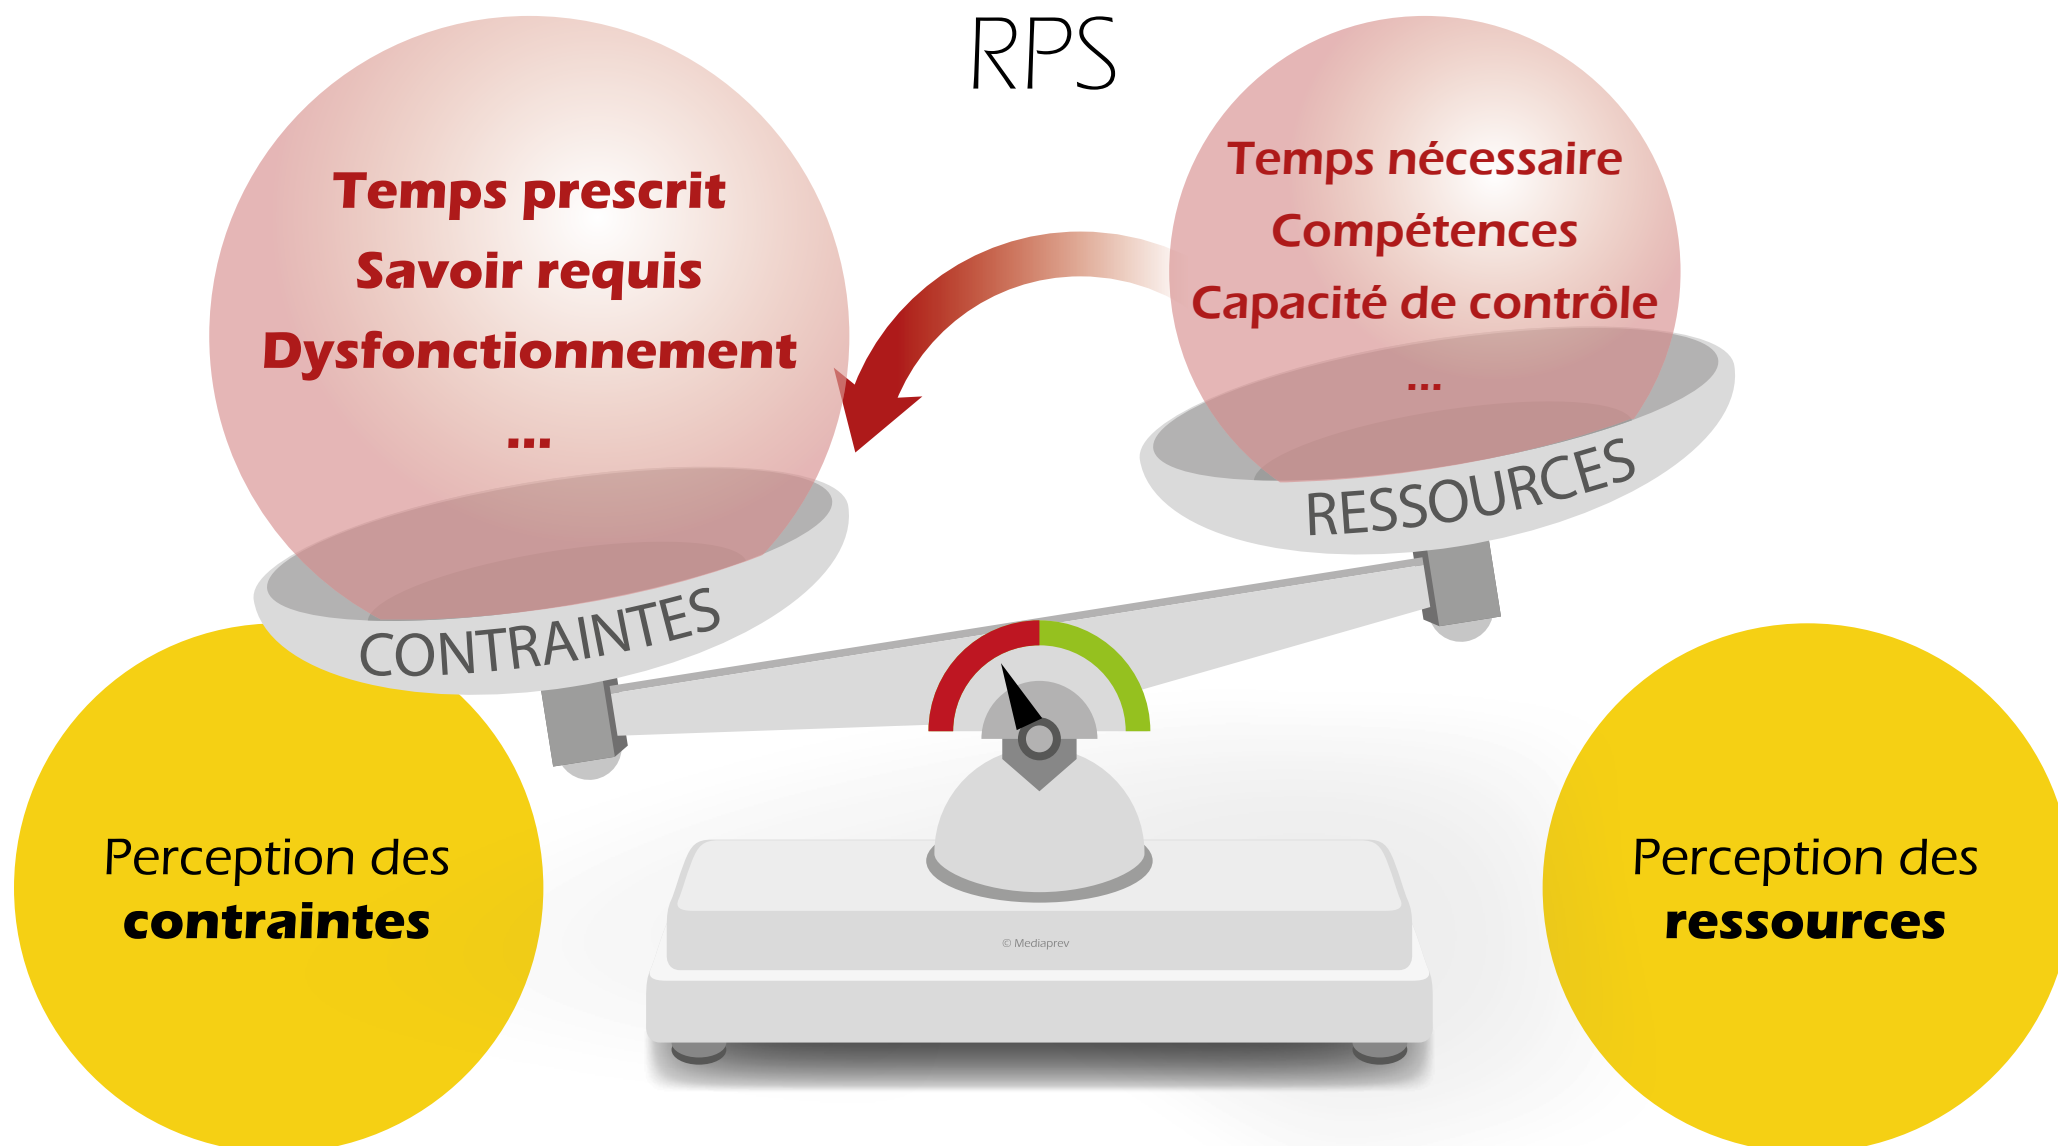 RPS
Temps prescrit
Savoir requis
Dysfonctionnement
...
CONTRAINTES
Temps nécessaire
Compétences
Capacité de contrôle
...
RESSOURCES
Perception des
contraintes
Perception des
ressources
© Mediaprev